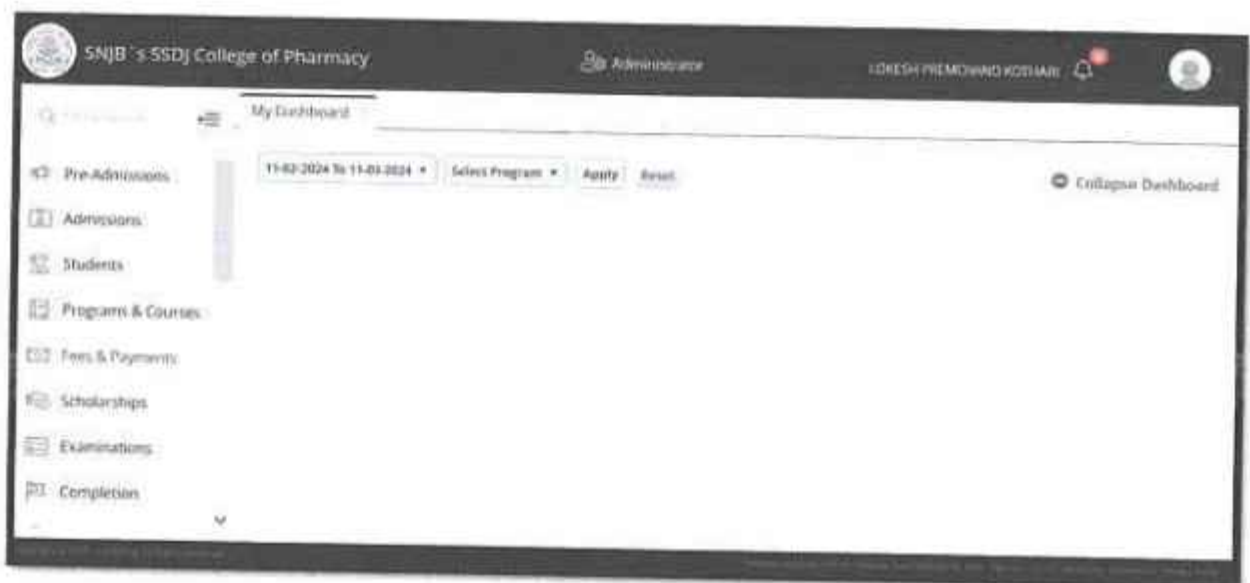 SNJB`s SSDJ College of Pharmacy
Administrator
LOKESH PREMCHAND KOTHARI
My Dashboard
11-02-2024 To 11-03-2024
Select Program
Apply
Reset
Collapse Dashboard
Pre-Admissions
Admissions
Students
Programs & Courses
Fees & Payments
Scholarships
Examinations
Completion